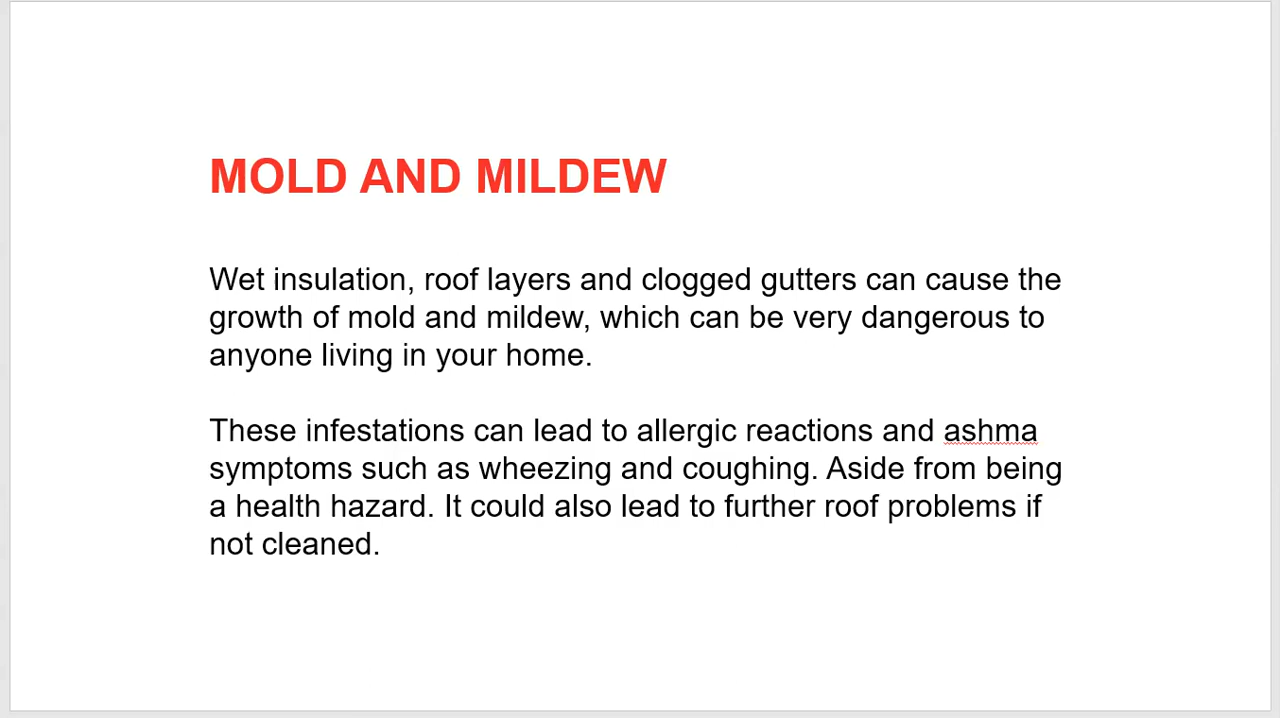 MOLD AND MILDEW
Wet insulation, roof layers and clogged gutters can cause the
growth of mold and mildew, which can be very dangerous to
anyone living in your home.
These infestations can lead to allergic reactions and ashma
symptoms such as wheezing and coughing. Aside from being
a health hazard. It could also lead to further roof problems if
not cleaned.